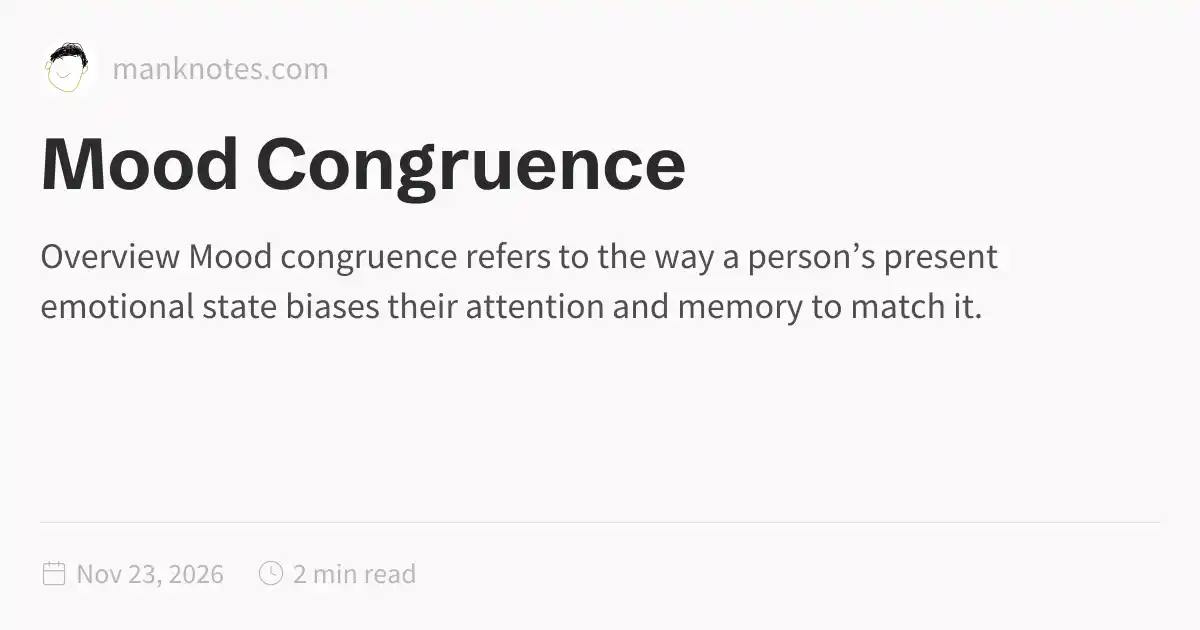 manknotes.com
Mood Congruence
Overview Mood congruence refers to the way a person’s present
emotional state biases their attention and memory to match it.
Nov 23, 2026 2 min read